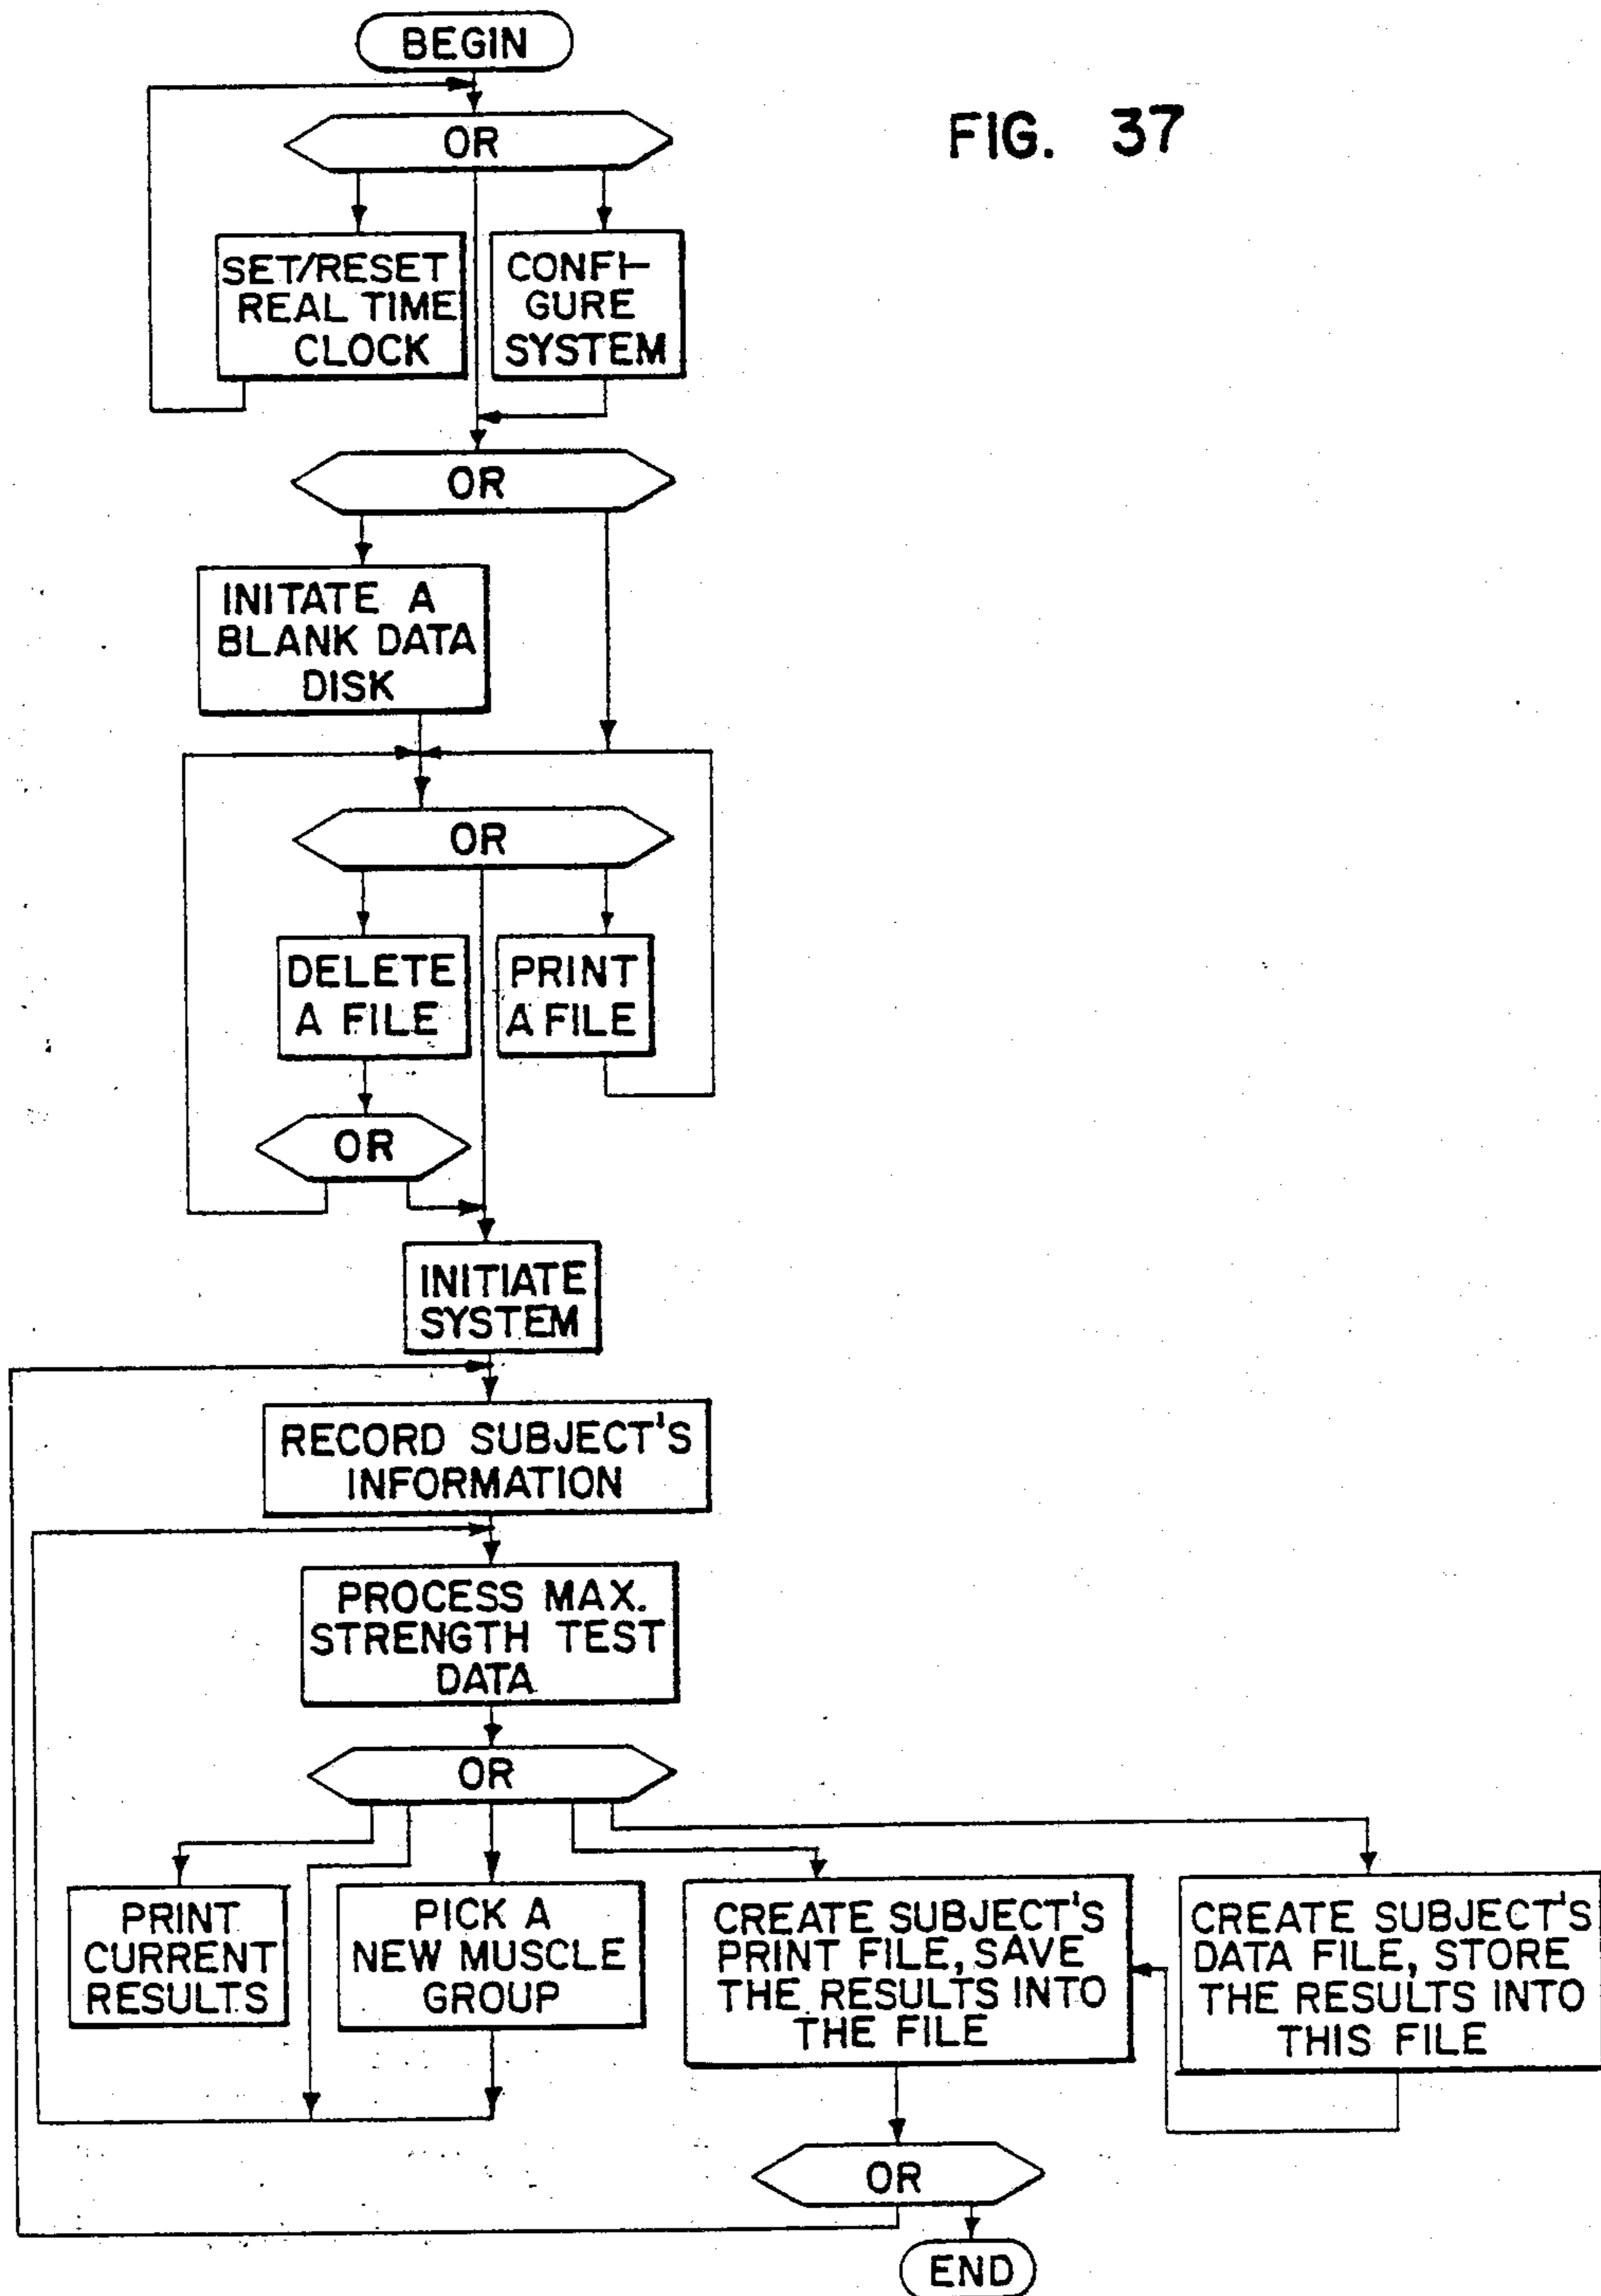 BEGIN
FIG. 37
OR
SET/RESET
REAL TIME
CLOCK
CONFI-
GURE
SYSTEM
OR
INITATE A
BLANK DATA
DISK
OR
DELETE
A FILE
PRINT
A FILE
OR
INITIATE
SYSTEM
RECORD SUBJECT'S
INFORMATION
PROCESS MAX.
STRENGTH TEST
DATA
OR
PRINT
CURRENT
RESULTS
PICK A
NEW MUSCLE
GROUP
CREATE SUBJECT'S
PRINT FILE, SAVE
THE RESULTS INTO
THE FILE
CREATE SUBJECT'S
DATA FILE, STORE
THE RESULTS INTO
THIS FILE
OR
END